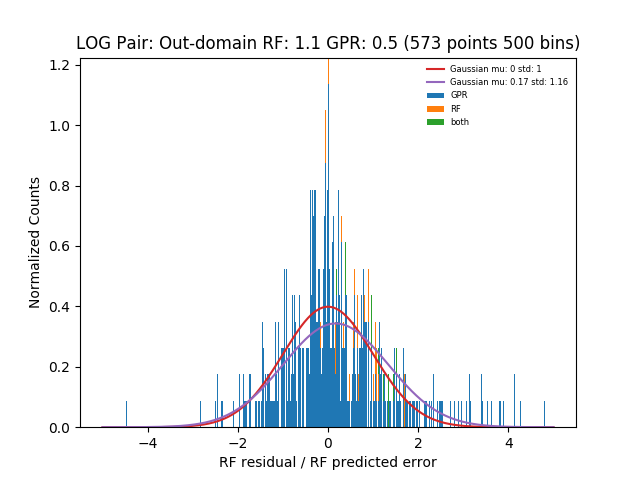 LOG Pair: Out-domain RF: 1.1 GPR: 0.5 (573 points 500 bins)
Gaussian mu: 0 std: 1
Gaussian mu: 0.17 std: 1.16
GPR
RF
both
Normalized Counts
1.2
1.0
0.8
0.6
0.4
0.2
0.0
−4 −2 0 2 4
RF residual / RF predicted error